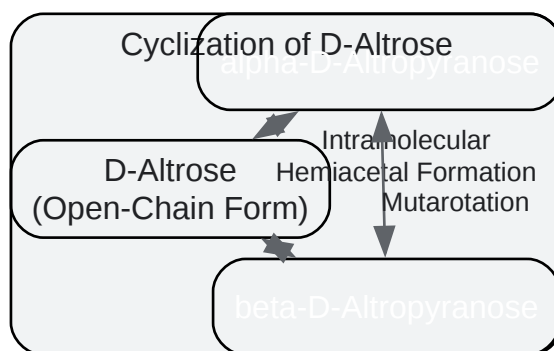 Cyclization of D-Altrose
alpha-D-Altropyranose
Intramolecular
Hemiacetal Formation
D-Altrose
(Open-Chain Form)
Mutarotation
beta-D-Altropyranose